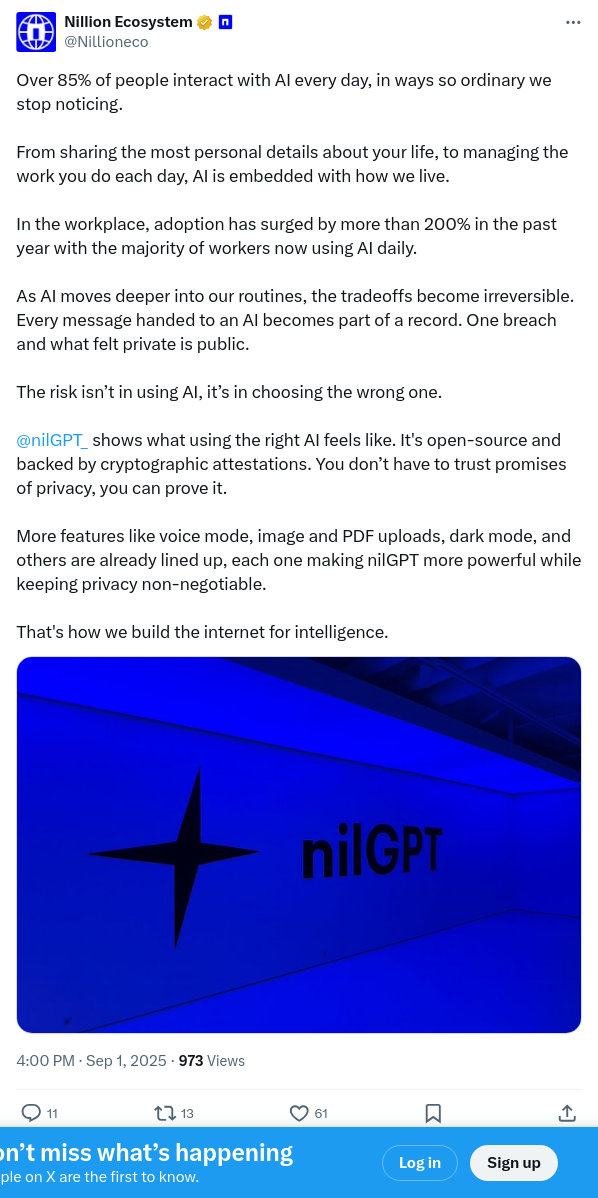 Nillion Ecosystem
@Nillioneco
Over 85% of people interact with AI every day, in ways so ordinary we
stop noticing.
From sharing the most personal details about your life, to managing the
work you do each day, AI is embedded with how we live.
In the workplace, adoption has surged by more than 200% in the past
year with the majority of workers now using AI daily.
As AI moves deeper into our routines, the tradeoffs become irreversible.
Every message handed to an AI becomes part of a record. One breach
and what felt private is public.
The risk isn’t in using AI, it’s in choosing the wrong one.
@nilGPT_ shows what using the right AI feels like. It's open-source and
backed by cryptographic attestations. You don’t have to trust promises
of privacy, you can prove it.
More features like voice mode, image and PDF uploads, dark mode, and
others are already lined up, each one making nilGPT more powerful while
keeping privacy non-negotiable.
That's how we build the internet for intelligence.
nilGPT
4:00 PM · Sep 1, 2025 · 973 Views
11 13 61
on’t miss what’s happening
ple on X are the first to know.
Log in
Sign up